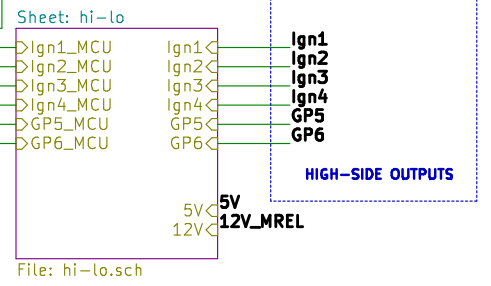 Sheet: hi-lo
Ign1_MCU Ign1 Ign1
Ign2_MCU Ign2 Ign2
Ign3_MCU Ign3 Ign3
Ign4_MCU Ign4 Ign4
GP5_MCU GP5 GP5
GP6_MCU GP6 GP6
HIGH-SIDE OUTPUTS
5V 5V
12V 12V_MREL
File: hi-lo.sch